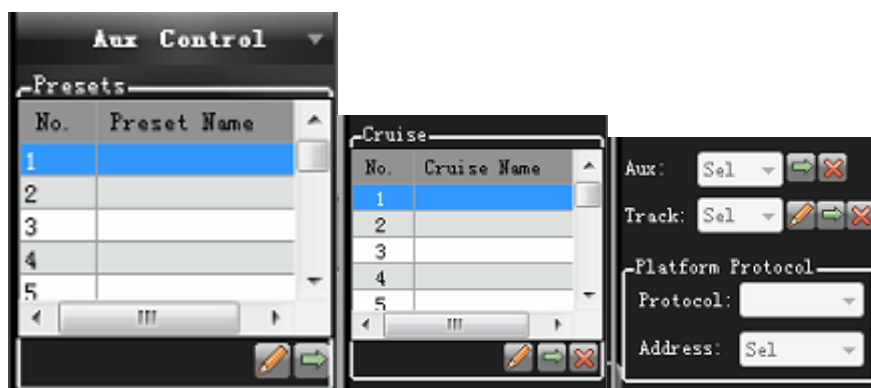 Aux Control
Presets
No. Preset Name
1
2
3
4
5
Cruise
No. Cruise Name
1
2
3
4
5
Aux: Sel
Track: Sel
Platform Protocol
Protocol:
Address: Sel